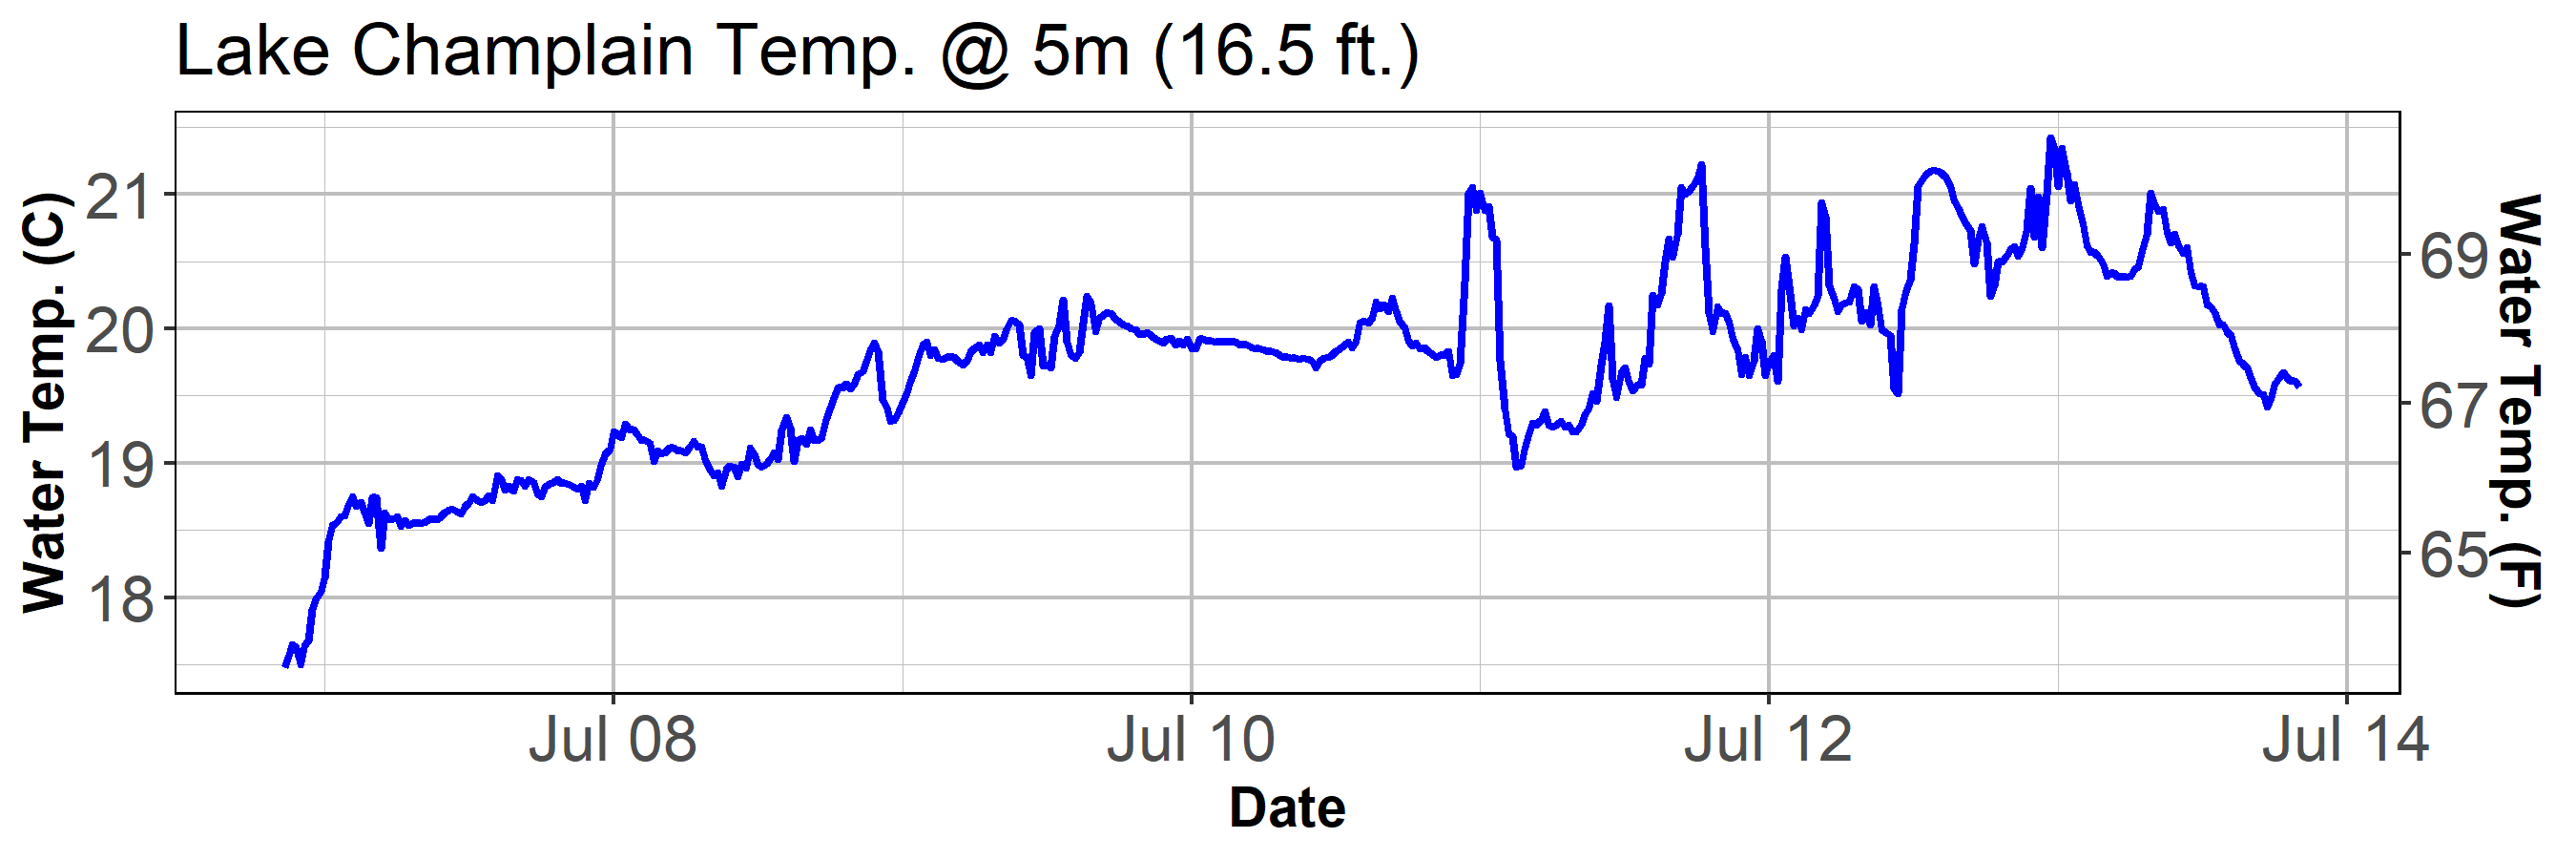 Lake Champlain Temp. @ 5m (16.5 ft.)
Water Temp. (C)
21
20
19
18
69
67
65
Water Temp. (F)
Jul 08
Jul 10
Jul 12
Jul 14
Date